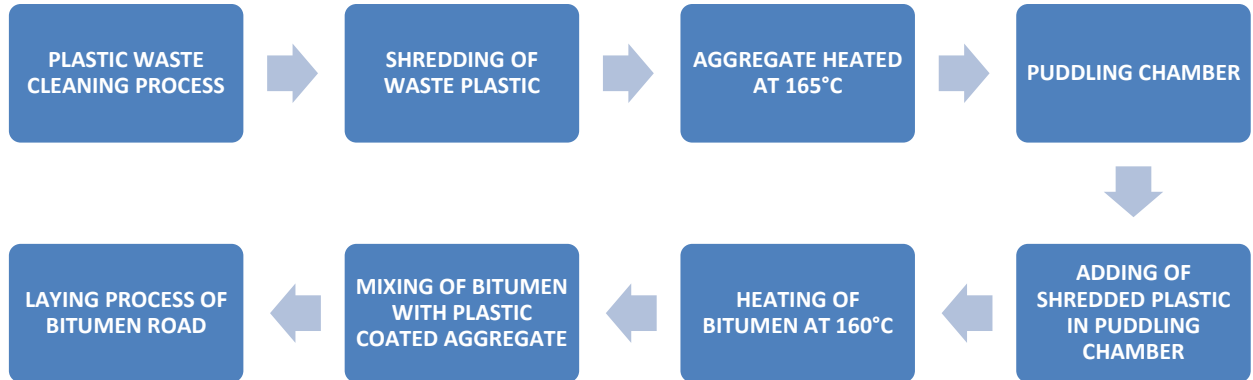 PLASTIC WASTE
CLEANING PROCESS
SHREDDING OF
WASTE PLASTIC
AGGREGATE HEATED
AT 165°C
PUDDLING CHAMBER
ADDING OF
SHREDDED PLASTIC
IN PUDDLING
CHAMBER
HEATING OF
BITUMEN AT 160°C
MIXING OF BITUMEN
WITH PLASTIC
COATED AGGREGATE
LAYING PROCESS OF
BITUMEN ROAD